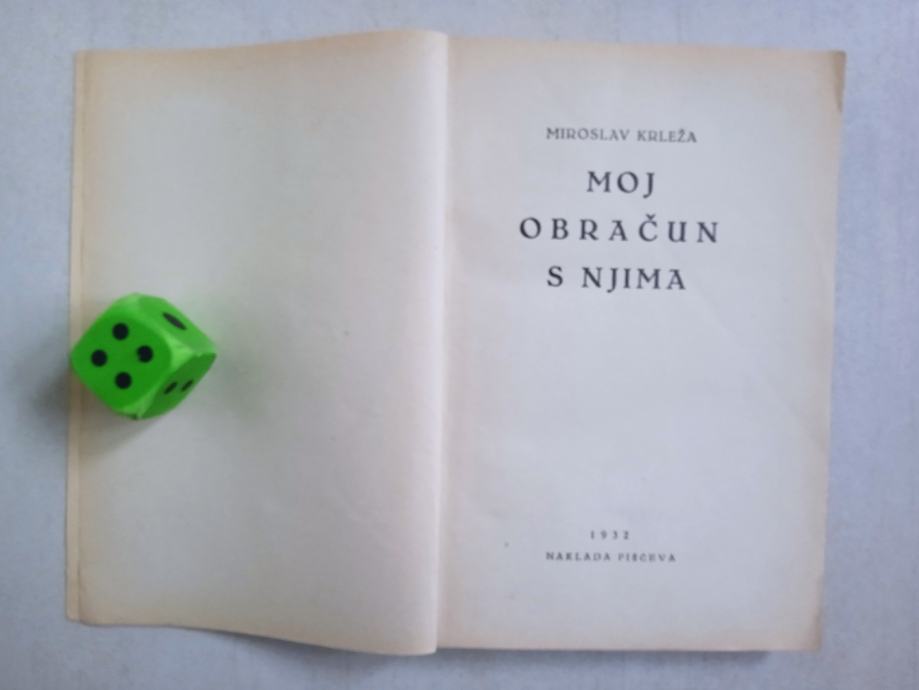 MIROSLAV KRLEŽA
MOJ
OBRAČUN
S NJIMA
1932
NAKLADA PIŠČEVA